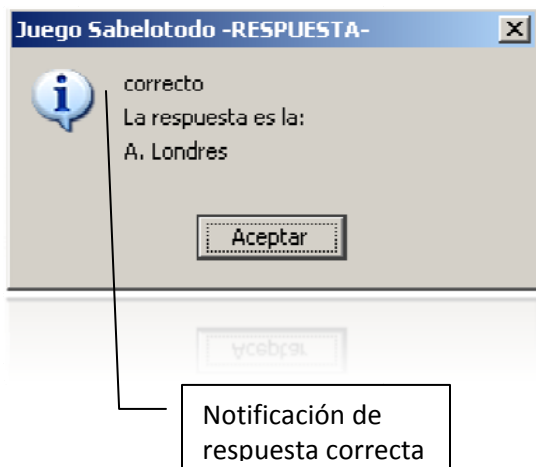 Juego Sabelotodo -RESPUESTA-
correcto
La respuesta es la:
A. Londres
Aceptar
Aceptar
Notificación de
respuesta correcta